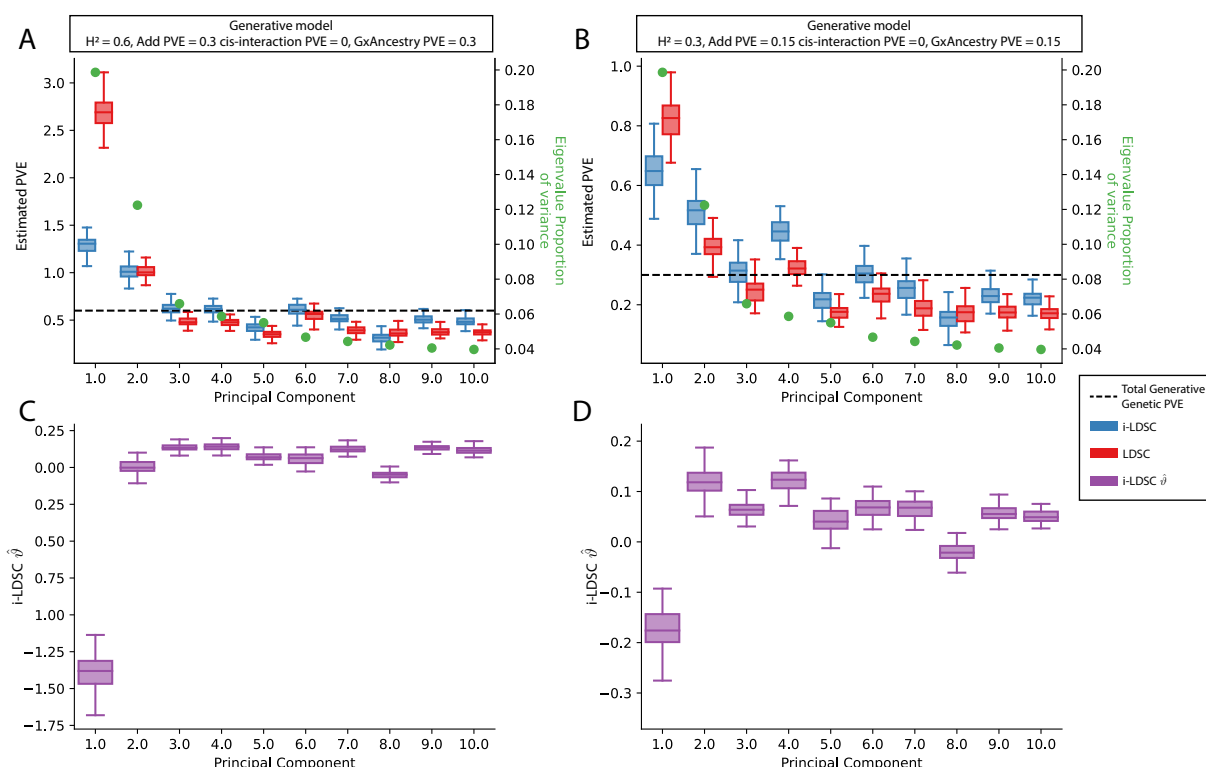 A
Generative model
H² = 0.6, Add PVE = 0.3 cis-interaction PVE = 0, GxAncestry PVE = 0.3
3.0
2.5
2.0
1.5
1.0
0.5
Estimated PVE
0.20
0.18
0.16
0.14
0.12
0.10
0.08
0.06
0.04
Eigenvalue Proportion
of variance
1.0 2.0 3.0 4.0 5.0 6.0 7.0 8.0 9.0 10.0
Principal Component
B
Generative model
H² = 0.3, Add PVE = 0.15 cis-interaction PVE =0, GxAncestry PVE = 0.15
1.0
0.8
0.6
0.4
0.2
Estimated PVE
0.20
0.18
0.16
0.14
0.12
0.10
0.08
0.06
0.04
Eigenvalue Proportion
of variance
1.0 2.0 3.0 4.0 5.0 6.0 7.0 8.0 9.0 10.0
Principal Component
Total Generative
Genetic PVE
i-LDSC
LDSC
i-LDSC ϑ̂
C
0.25
0.00
−0.25
−0.50
−0.75
−1.00
−1.25
−1.50
−1.75
i-LDSC ϑ̂
1.0 2.0 3.0 4.0 5.0 6.0 7.0 8.0 9.0 10.0
Principal Component
D
0.2
0.1
0.0
−0.1
−0.2
−0.3
i-LDSC ϑ̂
1.0 2.0 3.0 4.0 5.0 6.0 7.0 8.0 9.0 10.0
Principal Component